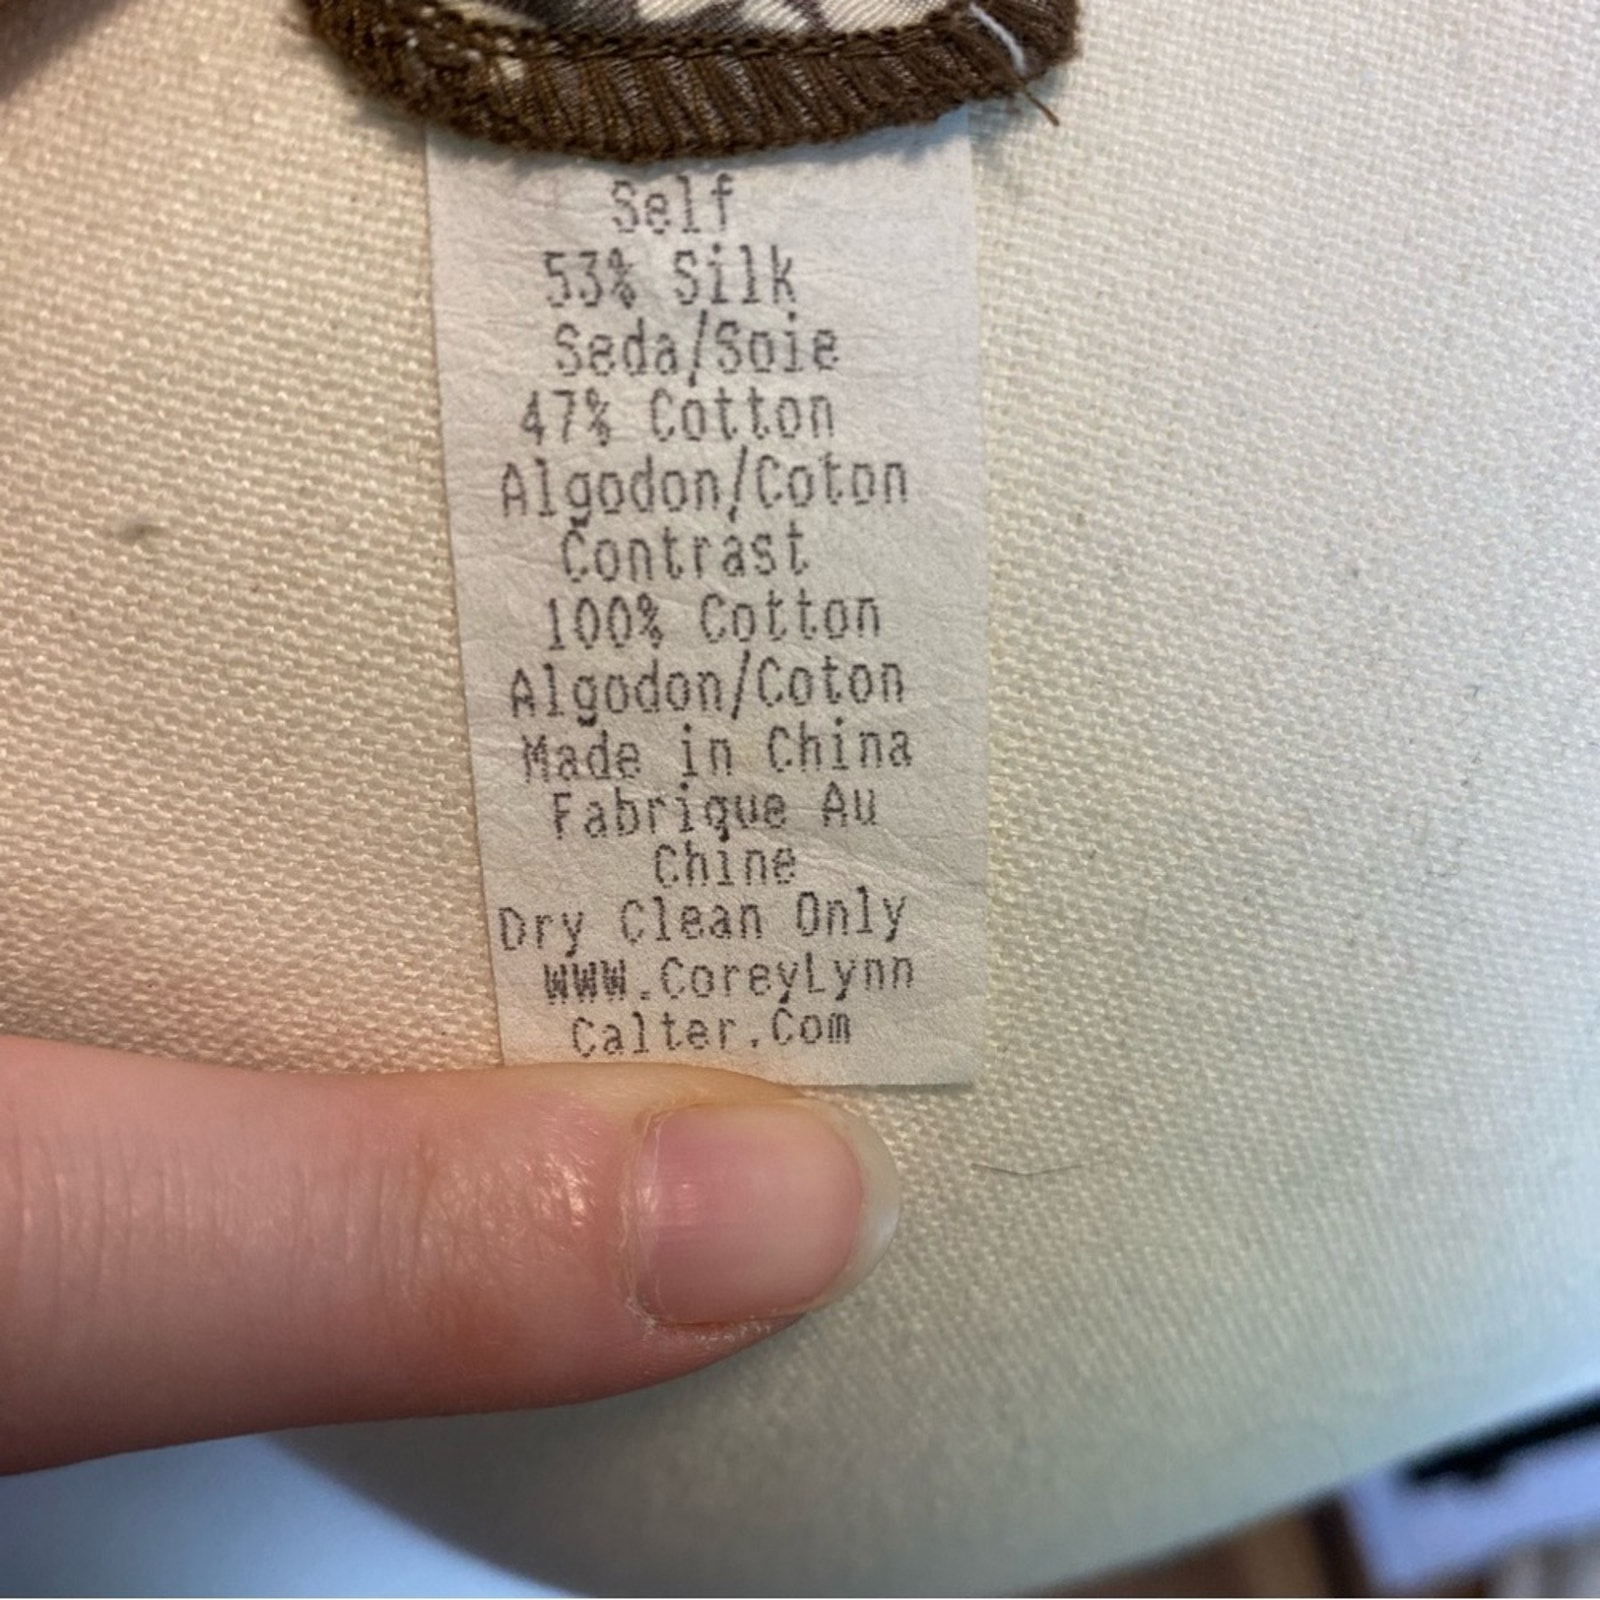 Self
53% Silk
Seda/Soie
47% Cotton
Algodon/Coton
Contrast
100% Cotton
Algodon/Coton
Made in China
Fabrique Au
Chine
Dry Clean Only
WWW.CoreyLynn
Calter.Com